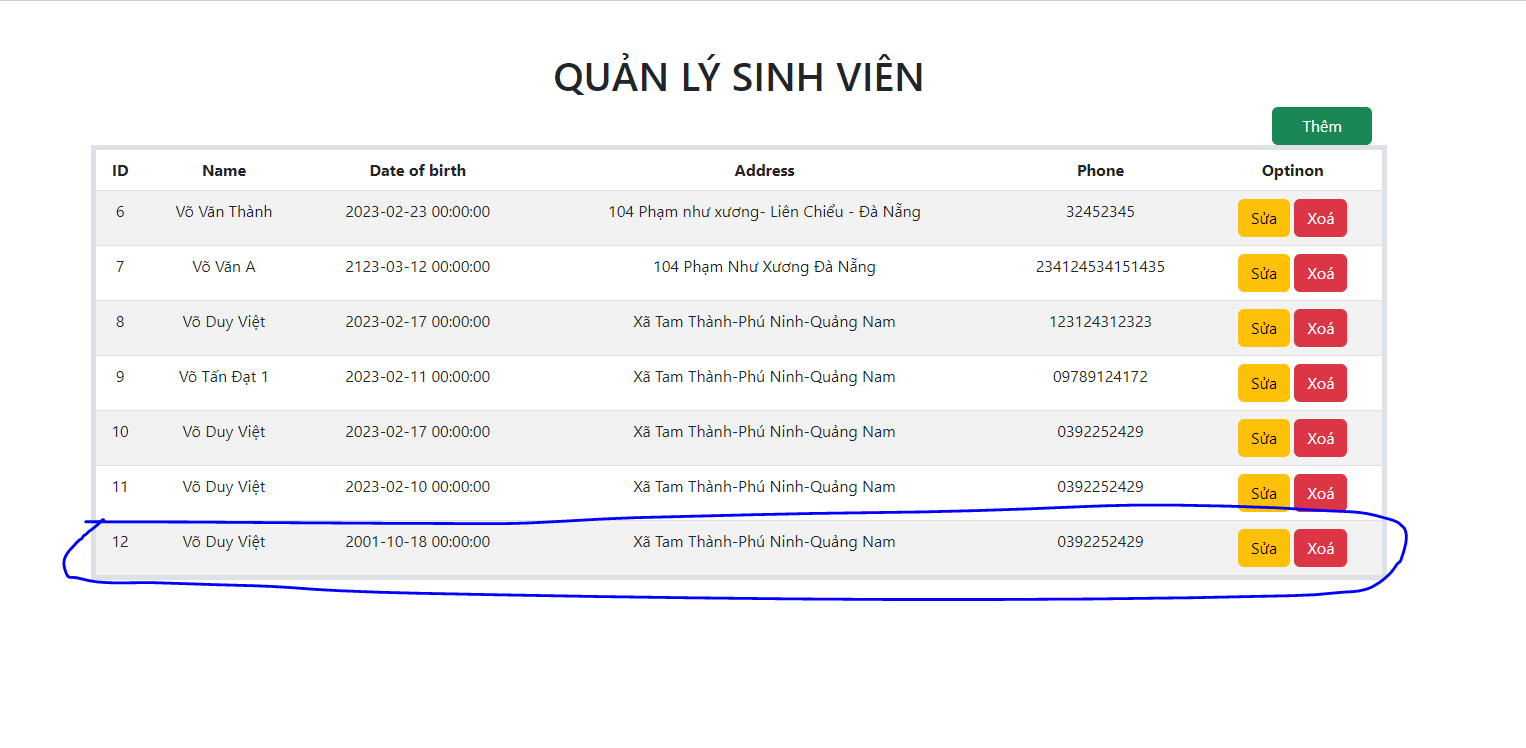 QUẢN LÝ SINH VIÊN
Thêm
ID Name Date of birth Address Phone Optinon
6 Võ Văn Thành 2023-02-23 00:00:00 104 Phạm như xương- Liên Chiểu - Đà Nẵng 32452345 Sửa Xoá
7 Võ Văn A 2123-03-12 00:00:00 104 Phạm Như Xương Đà Nẵng 234124534151435 Sửa Xoá
8 Võ Duy Việt 2023-02-17 00:00:00 Xã Tam Thành-Phú Ninh-Quảng Nam 123124312323 Sửa Xoá
9 Võ Tấn Đạt 1 2023-02-11 00:00:00 Xã Tam Thành-Phú Ninh-Quảng Nam 09789124172 Sửa Xoá
10 Võ Duy Việt 2023-02-17 00:00:00 Xã Tam Thành-Phú Ninh-Quảng Nam 0392252429 Sửa Xoá
11 Võ Duy Việt 2023-02-10 00:00:00 Xã Tam Thành-Phú Ninh-Quảng Nam 0392252429 Sửa Xoá
12 Võ Duy Việt 2001-10-18 00:00:00 Xã Tam Thành-Phú Ninh-Quảng Nam 0392252429 Sửa Xoá